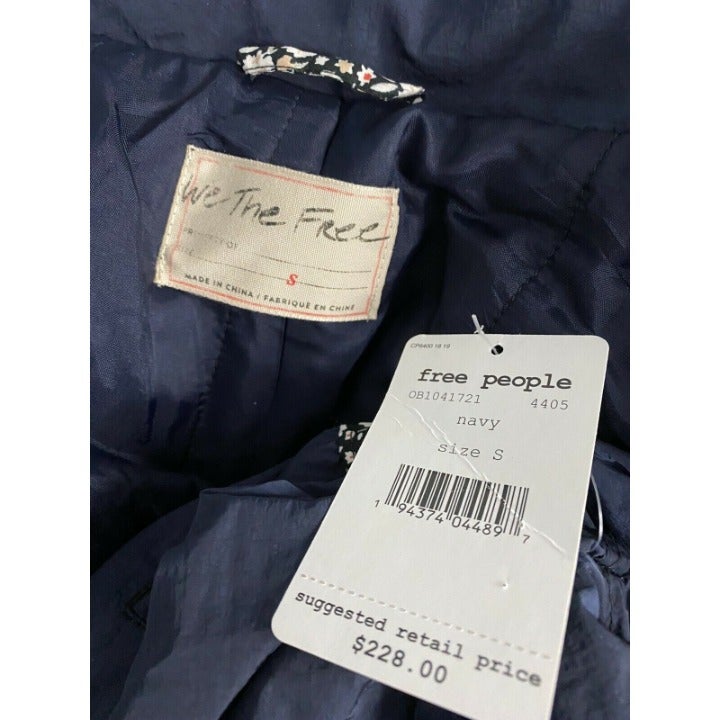 We The Free
S
MADE IN CHINA / FABRIQUÉ EN CHINE
free people
OB1041721 4405
navy
size S
1 94374 04489 7
suggested retail price
$228.00